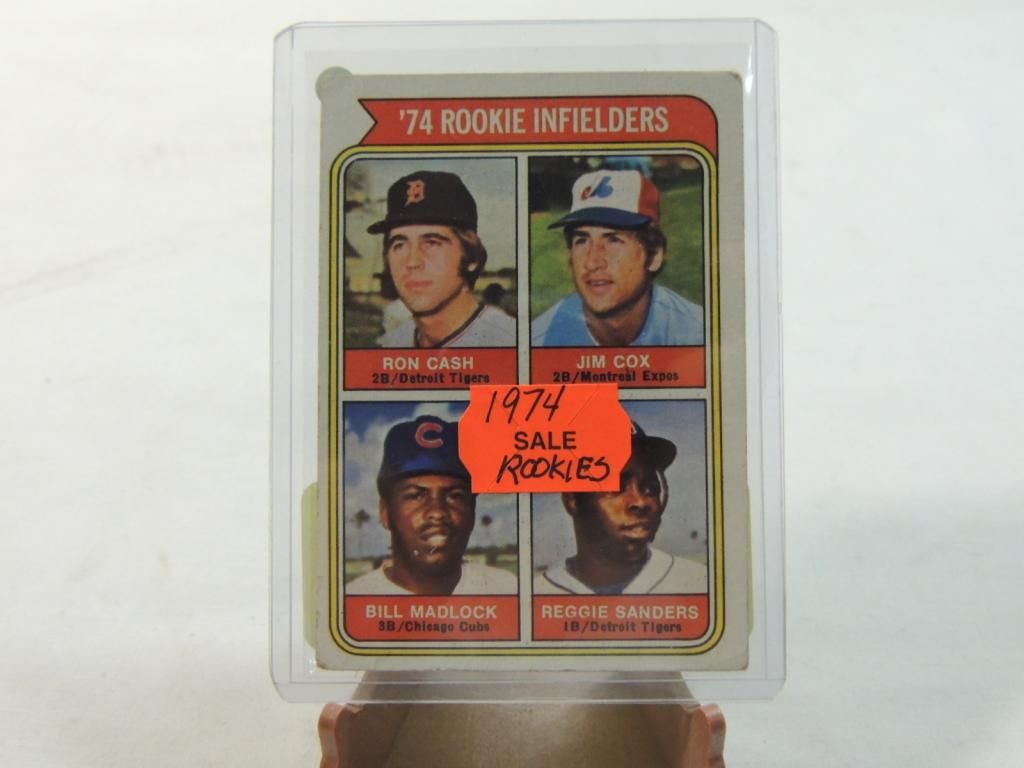 '74 ROOKIE INFIELDERS
RON CASH
2B/Detroit Tigers
JIM COX
2B/Montreal Expos
1974
SALE
ROOKIES
BILL MADLOCK
3B/Chicago Cubs
REGGIE SANDERS
1B/Detroit Tigers